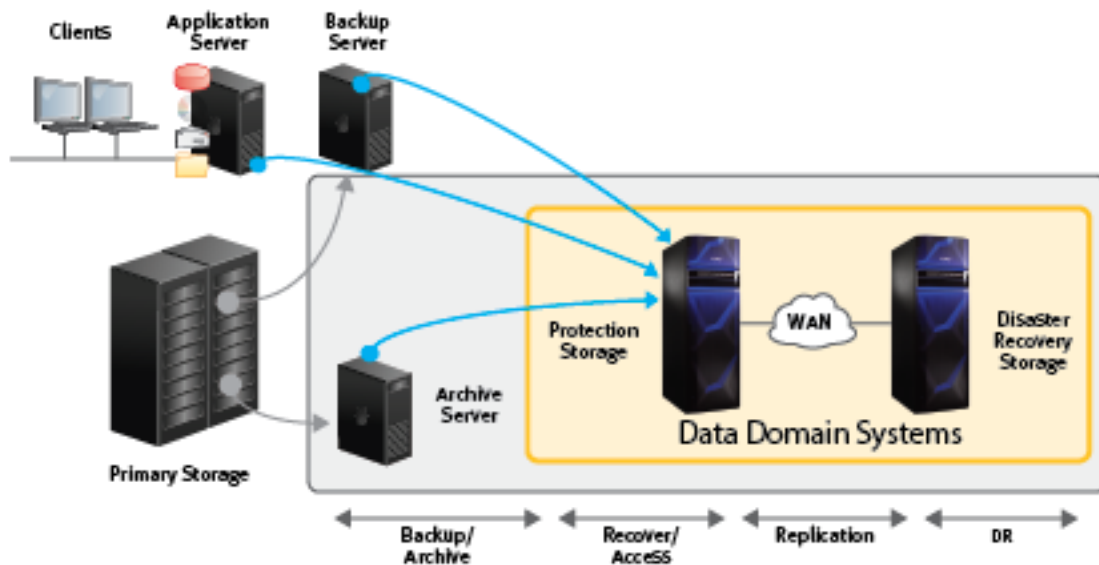 Clients
Application
Server
Backup
Server
Primary Storage
Archive
Server
Protection
Storage
WAN
Disaster
Recovery
Storage
Data Domain Systems
Backup/
Archive
Recover/
Access
Replication
DR